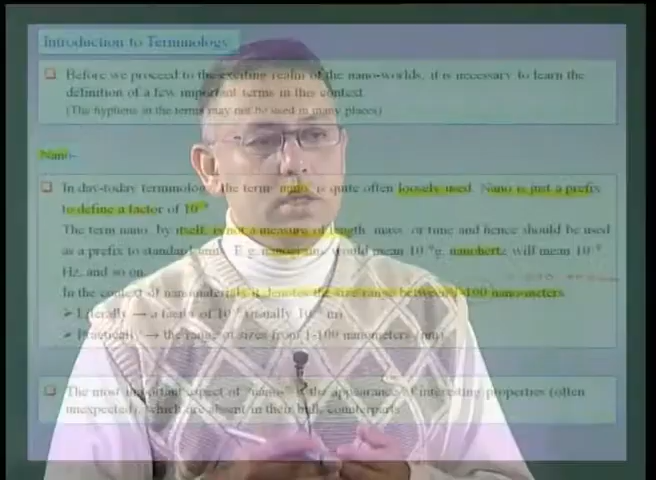 Introduction to Terminology
❑ Before we proceed to the exciting realm of the nano-worlds, it is necessary to learn the
definition of a few important terms in this context
(The hyphens in the terms may not be used in many places)
Nano-
❑ In day-today terminology the term nano is quite often loosely used. Nano is just a prefix
to define a factor of 10⁻⁹
The term nano, by itself, is not a measure of length, mass or time and hence should be used
as a prefix to standard units. E.g. nanogram would mean 10⁻⁹g, nanohertz will mean 10⁻⁹
Hz, and so on.
In the context of nanomaterials it denotes the size range between 1-100 nanometers
➢ Literally → a factor of 10⁻⁹ (usually 10⁻⁹ m)
➢ Practically → the range of sizes from 1-100 nanometers (nm)
❑ The most important aspect of 'nano-' is the appearance of interesting properties (often
unexpected), which are absent in their bulk counterparts